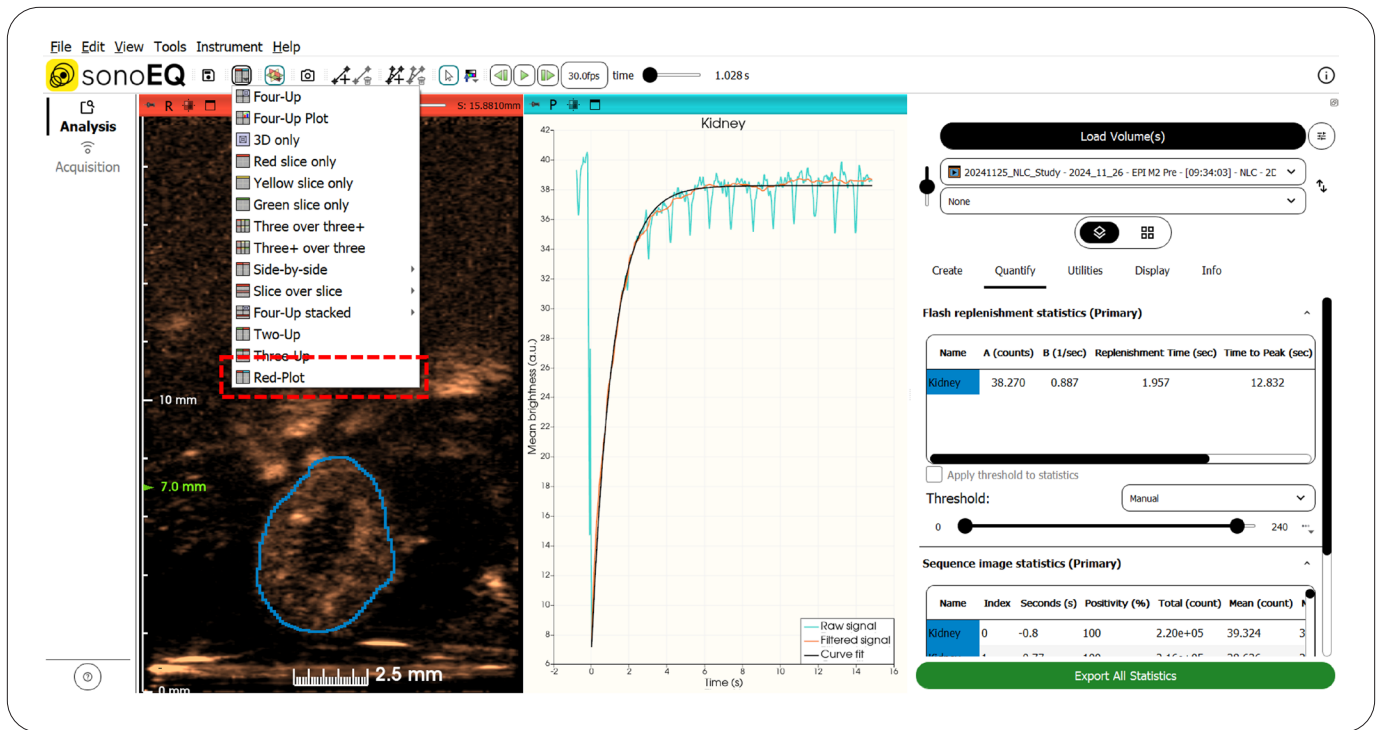 File Edit View Tools Instrument Help
sonoEQ 30.0fps time 1.028 s
Analysis
Acquisition
R S: 15.8810mm
Four-Up
Four-Up Plot
3D only
Red slice only
Yellow slice only
Green slice only
Three over three+
Three+ over three
Side-by-side
Slice over slice
Four-Up stacked
Two-Up
Three-Up
Red-Plot
10 mm
7.0 mm
2.5 mm
0 mm
P
Kidney
Mean brightness (a.u.)
42
40
38
36
34
32
30
28
26
24
22
20
18
16
14
12
10
8
6
-2 0 2 4 6 8 10 12 14 16
Time (s)
Raw signal
Filtered signal
Curve fit
Load Volume(s)
20241125_NLC_Study - 2024_11_26 - EPI M2 Pre - [09:34:03] - NLC - 2D
None
Create Quantify Utilities Display Info
Flash replenishment statistics (Primary)
Name A (counts) B (1/sec) Replenishment Time (sec) Time to Peak (sec)
Kidney 38.270 0.887 1.957 12.832
Apply threshold to statistics
Threshold: Manual
0 240
Sequence image statistics (Primary)
Name Index Seconds (s) Positivity (%) Total (count) Mean (count)
Kidney 0 -0.8 100 2.20e+05 39.324 3
Export All Statistics